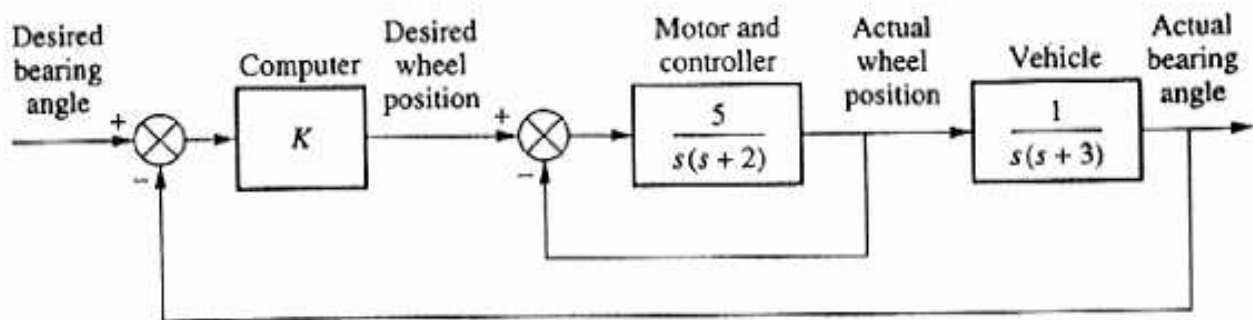 Desired
bearing
angle
Computer
Desired
wheel
position
Motor and
controller
Actual
wheel
position
Vehicle
Actual
bearing
angle
+
−
K
+
−
5
s(s + 2)
1
s(s + 3)